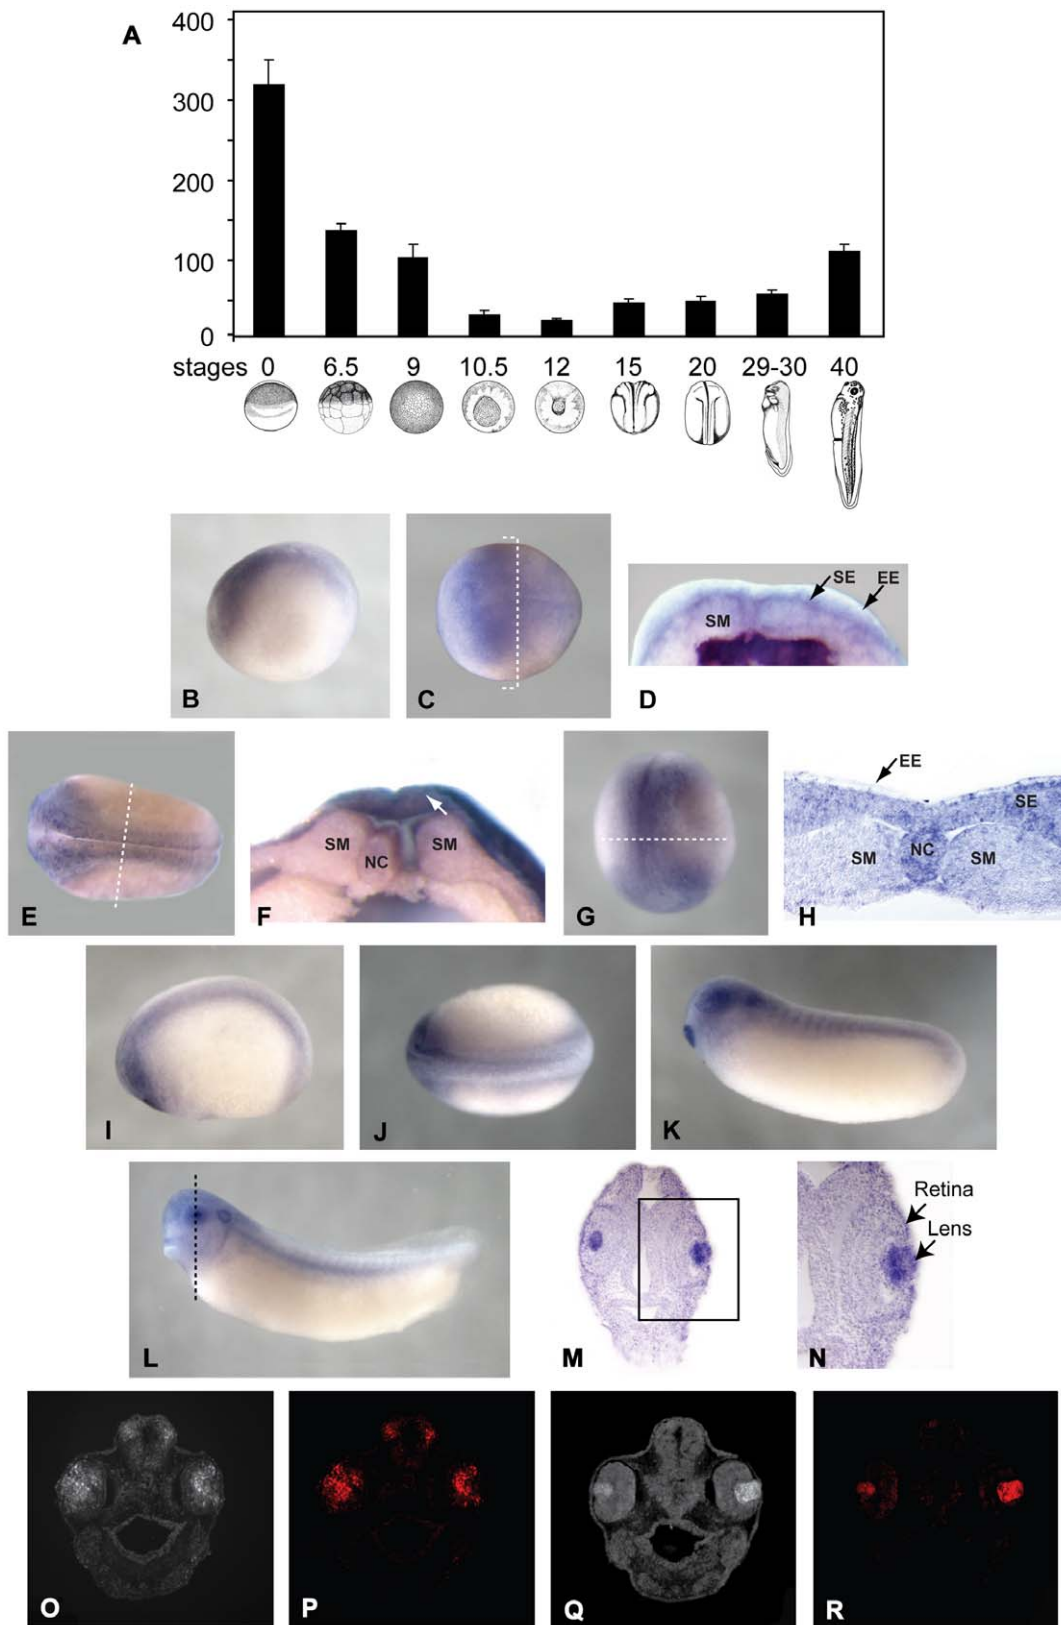 A
400
300
200
100
0
stages 0 6.5 9 10.5 12 15 20 29-30 40
B
C
SE EE
SM
D
E
SM NC SM
F
G
EE
SE
SM NC SM
H
I
J
K
L
M
Retina
Lens
N
O
P
Q
R